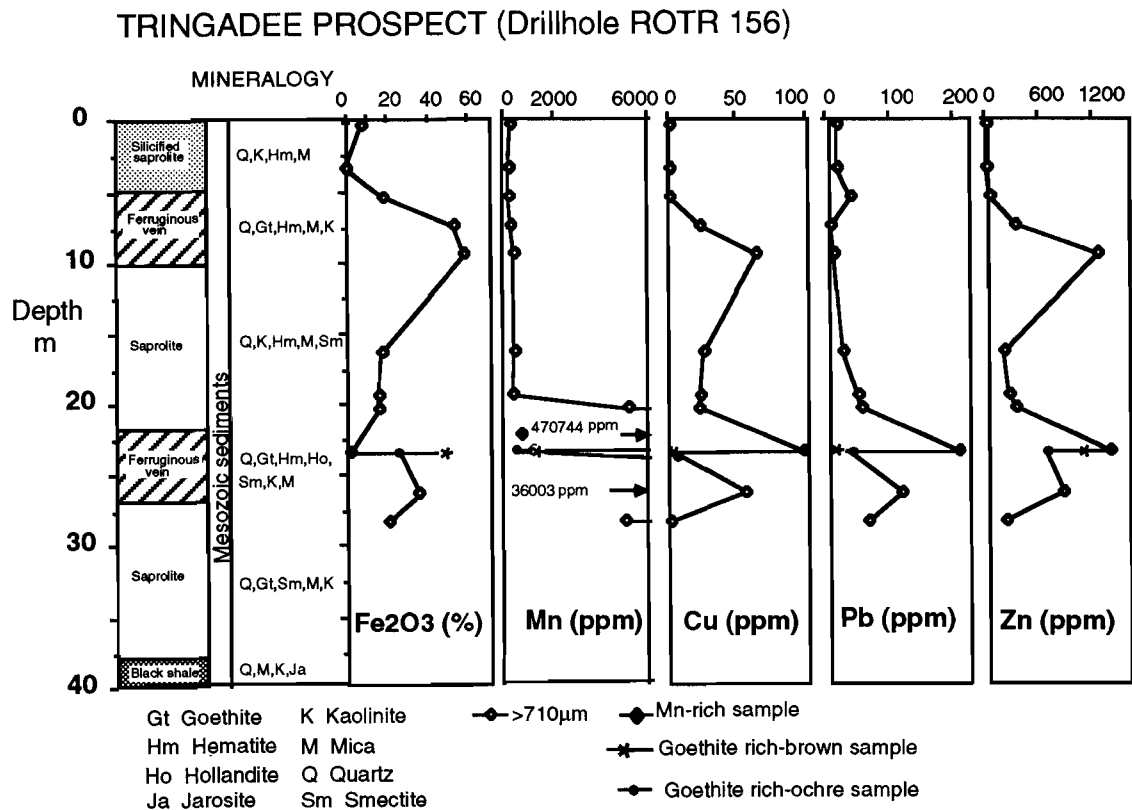 TRINGADEE PROSPECT (Drillhole ROTR 156)
MINERALOGY
0 20 40 60
0 2000 6000
0 50 100
0 100 200
0 600 1200
0
10
20
30
40
Depth
m
Silicified
saprolite
Ferruginous
vein
Saprolite
Ferruginous
vein
Saprolite
Black shale
Mesozoic sediments
Q,K,Hm,M
Q,Gt,Hm,M,K
Q,K,Hm,M,Sm
Q,Gt,Hm,Ho,
Sm,K,M
Q,Gt,Sm,M,K
Q,M,K,Ja
470744 ppm
36003 ppm
Fe2O3 (%)
Mn (ppm)
Cu (ppm)
Pb (ppm)
Zn (ppm)
Gt Goethite
Hm Hematite
Ho Hollandite
Ja Jarosite
K Kaolinite
M Mica
Q Quartz
Sm Smectite
>710µm
Mn-rich sample
Goethite rich-brown sample
Goethite rich-ochre sample